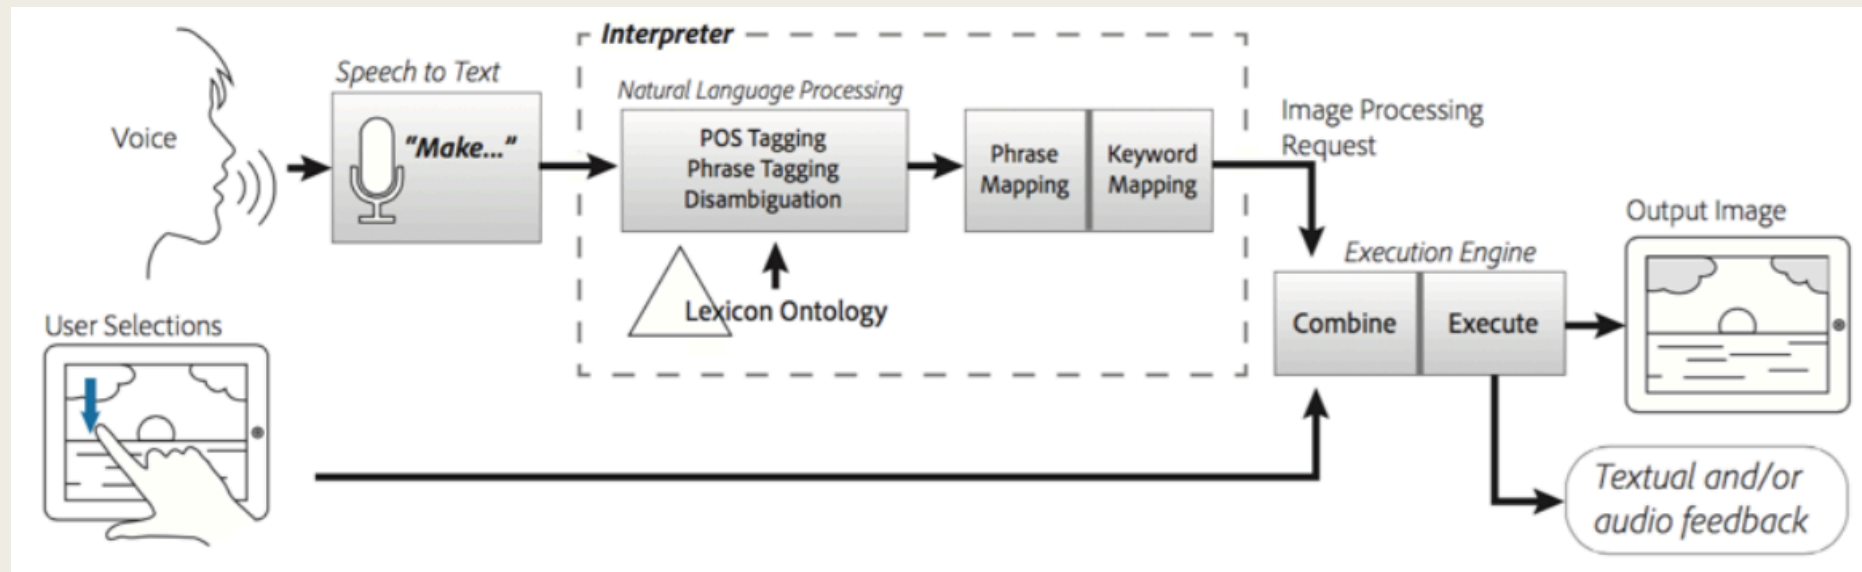 Voice
Speech to Text
"Make..."
Interpreter
Natural Language Processing
POS Tagging
Phrase Tagging
Disambiguation
Lexicon Ontology
Phrase
Mapping
Keyword
Mapping
Image Processing
Request
User Selections
Execution Engine
Combine
Execute
Output Image
Textual and/or
audio feedback